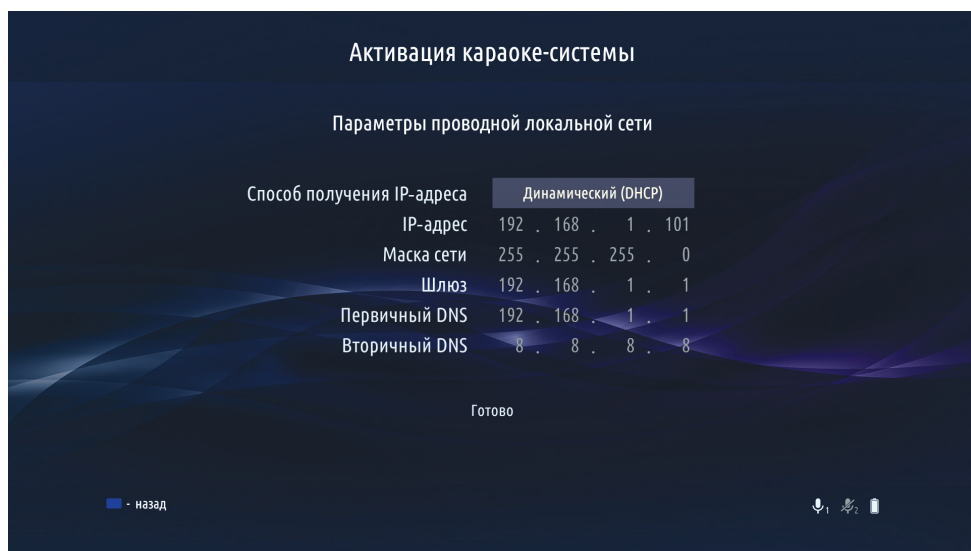 Активация караоке-системы
Параметры проводной локальной сети
Способ получения IP-адреса Динамический (DHCP)
IP-адрес 192 . 168 . 1 . 101
Маска сети 255 . 255 . 255 . 0
Шлюз 192 . 168 . 1 . 1
Первичный DNS 192 . 168 . 1 . 1
Вторичный DNS 8 . 8 . 8 . 8
Готово
- назад
1 2